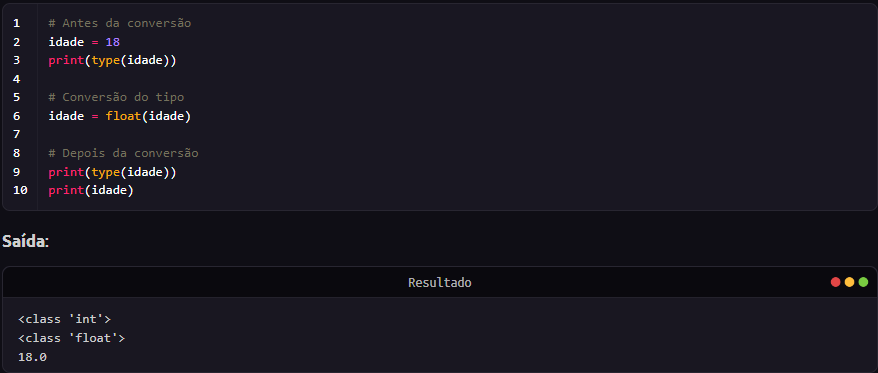 1 # Antes da conversão
2 idade = 18
3 print(type(idade))
4
5 # Conversão do tipo
6 idade = float(idade)
7
8 # Depois da conversão
9 print(type(idade))
10 print(idade)
Saída:
Resultado
<class 'int'>
<class 'float'>
18.0